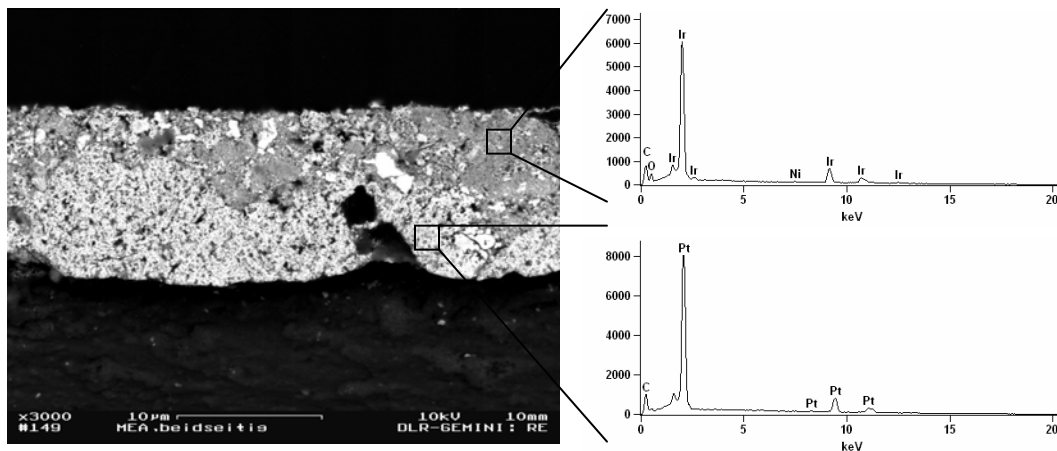 x3000 10µm 10kV 10mm
#149 MEA.beidseitig DLR-GEMINI: RE
7000
6000
5000
4000
3000
2000
1000
0
Ir
C
O
Ir
Ir
Ni
Ir
Ir
Ir
0 5 10 15 20
keV
8000
6000
4000
2000
0
Pt
C
Pt
Pt
Pt
0 5 10 15 20
keV